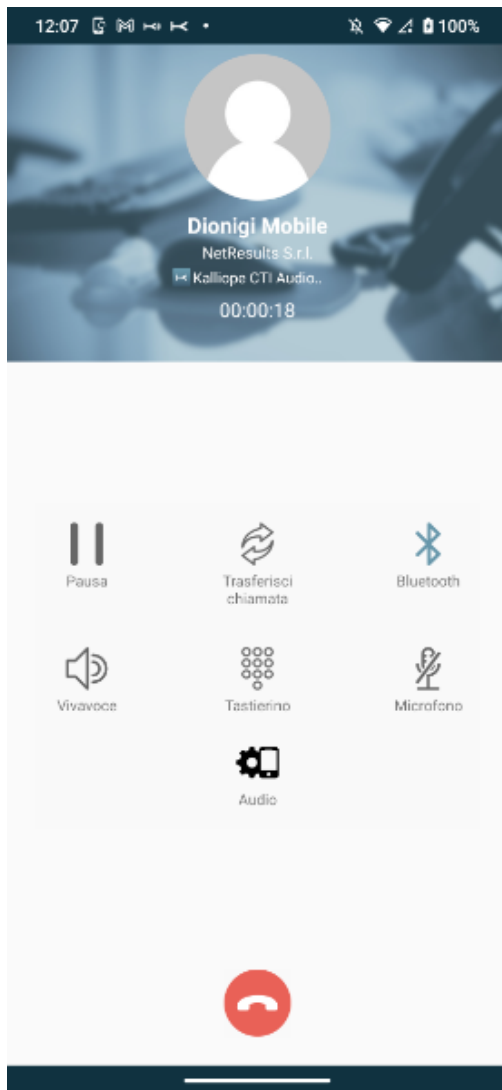 12:07
100%
Dionigi Mobile
NetResults S.r.l.
Kalliope CTI Audio..
00:00:18
Pausa
Trasferisci
chiamata
Bluetooth
Vivavoce
Tastierino
Microfono
Audio